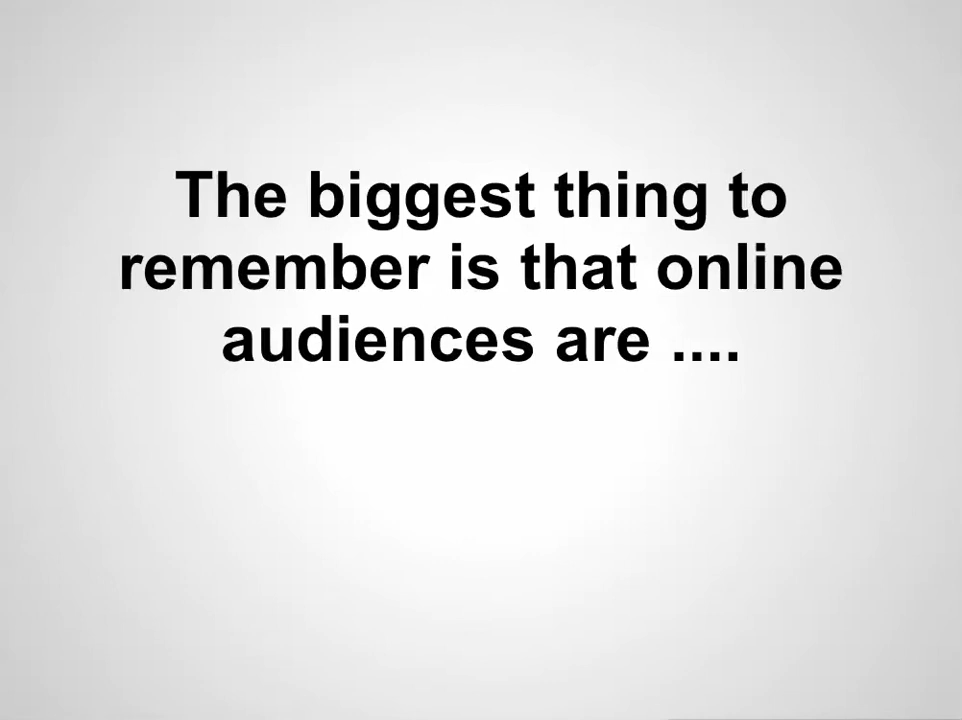 The biggest thing to
remember is that online
audiences are ....